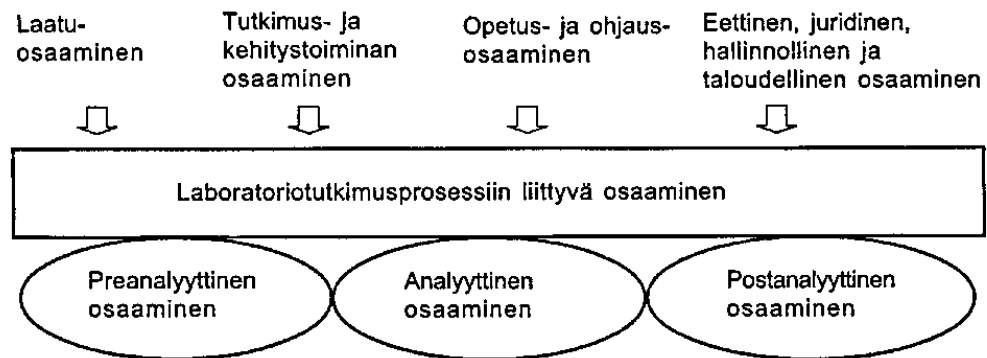 Laatu-
osaaminen
Tutkimus- ja
kehitystoiminan
osaaminen
Opetus- ja ohjaus-
osaaminen
Eettinen, juridinen,
hallinnollinen ja
taloudellinen osaaminen
Laboratoriotutkimusprosessiin liittyvä osaaminen
Preanalyyttinen
osaaminen
Analyyttinen
osaaminen
Postanalyyttinen
osaaminen